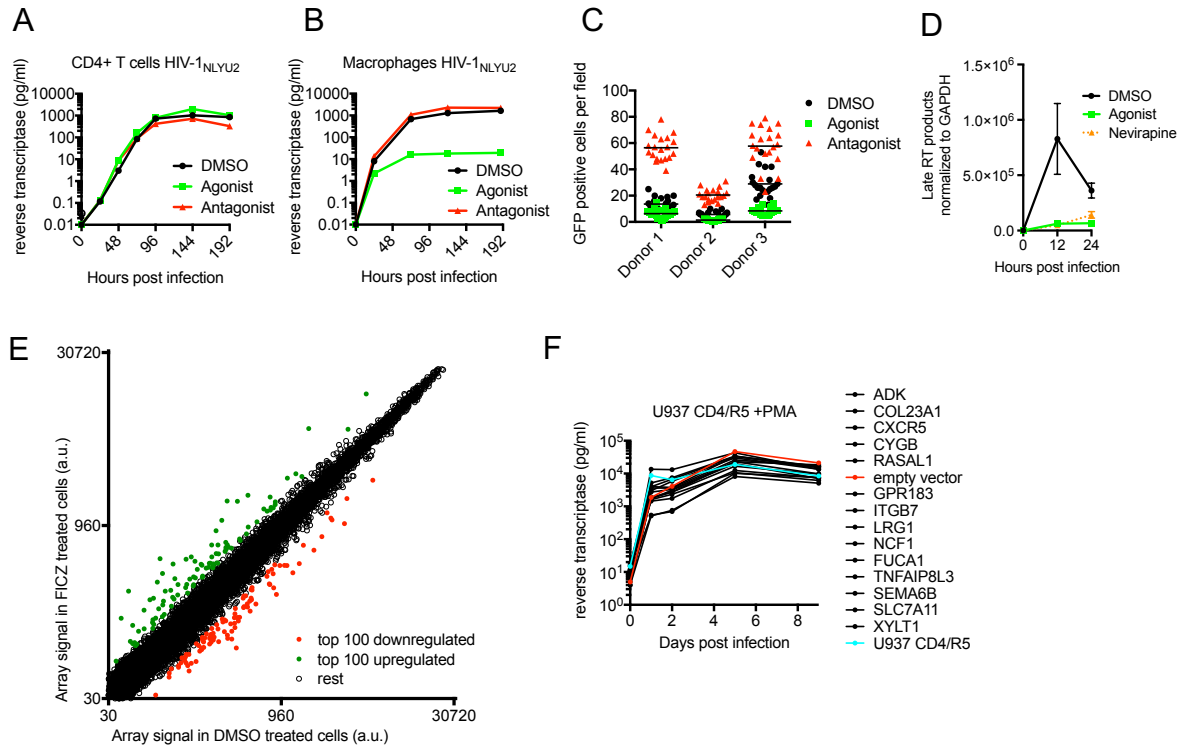 A
CD4+ T cells HIV-1NLYU2
reverse transcriptase (pg/ml)
10000
1000
100
10
1
0.1
0.01
0
48
96
144
192
Hours post infection
DMSO
Agonist
Antagonist
B
Macrophages HIV-1NLYU2
reverse transcriptase (pg/ml)
10000
1000
100
10
1
0.1
0.01
0
48
96
144
192
Hours post infection
DMSO
Agonist
Antagonist
C
GFP positive cells per field
100
80
60
40
20
0
Donor 1
Donor 2
Donor 3
DMSO
Agonist
Antagonist
D
Late RT products
normalized to GAPDH
1.5×10⁶
1.0×10⁶
5.0×10⁵
0.0
0
12
24
Hours post infection
DMSO
Agonist
Nevirapine
E
Array signal in FICZ treated cells (a.u.)
30720
960
30
30
960
30720
Array signal in DMSO treated cells (a.u.)
top 100 downregulated
top 100 upregulated
rest
F
U937 CD4/R5 +PMA
reverse transcriptase (pg/ml)
10⁵
10⁴
10³
10²
10¹
10⁰
0
2
4
6
8
Days post infection
ADK
COL23A1
CXCR5
CYGB
RASAL1
empty vector
GPR183
ITGB7
LRG1
NCF1
FUCA1
TNFAIP8L3
SEMA6B
SLC7A11
XYLT1
U937 CD4/R5